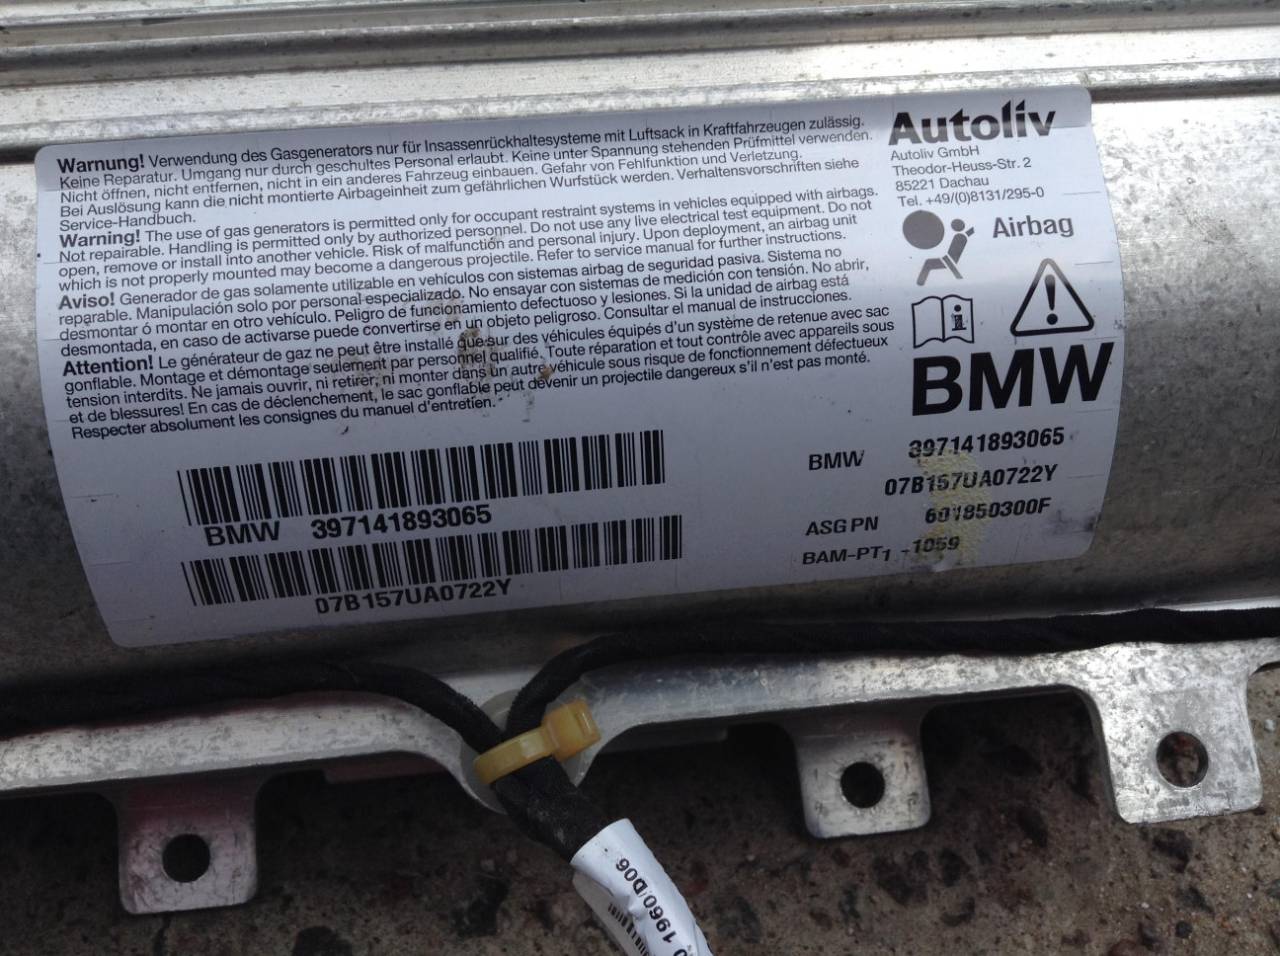 Warnung! Verwendung des Gasgenerators nur für Insassenrückhaltesysteme mit Luftsack in Kraftfahrzeugen zulässig.
Keine Reparatur. Umgang nur durch geschultes Personal erlaubt. Keine unter Spannung stehenden Prüfmittel verwenden.
Nicht öffnen, nicht entfernen, nicht in ein anderes Fahrzeug einbauen. Gefahr von Fehlfunktion und Verletzung.
Bei Auslösung kann die nicht montierte Airbageinheit zum gefährlichen Wurfstück werden. Verhaltensvorschriften siehe
Service-Handbuch.
Warning! The use of gas generators is permitted only for occupant restraint systems in vehicles equipped with airbags.
Not repairable. Handling is permitted only by authorized personnel. Do not use any live electrical test equipment. Do not
open, remove or install into another vehicle. Risk of malfunction and personal injury. Upon deployment, an airbag unit
which is not properly mounted may become a dangerous projectile. Refer to service manual for further instructions.
Aviso! Generador de gas solamente utilizable en vehículos con sistemas airbag de seguridad pasiva. Sistema no
reparable. Manipulación solo por personal especializado. No ensayar con sistemas de medición con tensión. No abrir,
desmontar ó montar en otro vehículo. Peligro de funcionamiento defectuoso y lesiones. Si la unidad de airbag está
desmontada, en caso de activarse puede convertirse en un objeto peligroso. Consultar el manual de instrucciones.
Attention! Le générateur de gaz ne peut être installé que sur des véhicules équipés d'un système de retenue avec sac
gonflable. Montage et démontage seulement par personnel qualifié. Toute réparation et tout contrôle avec appareils sous
tension interdits. Ne jamais ouvrir, ni retirer, ni monter dans un autre véhicule sous risque de fonctionnement défectueux
et de blessures! En cas de déclenchement, le sac gonflable peut devenir un projectile dangereux s'il n'est pas monté.
Respecter absolument les consignes du manuel d'entretien.
Autoliv
Autoliv GmbH
Theodor-Heuss-Str. 2
85221 Dachau
Tel. +49/(0)8131/295-0
Airbag
BMW
BMW 397141893065
07B157UA0722Y
ASG PN 601850300F
BAM-PT1-1059
BMW 397141893065
07B157UA0722Y
1960/D06